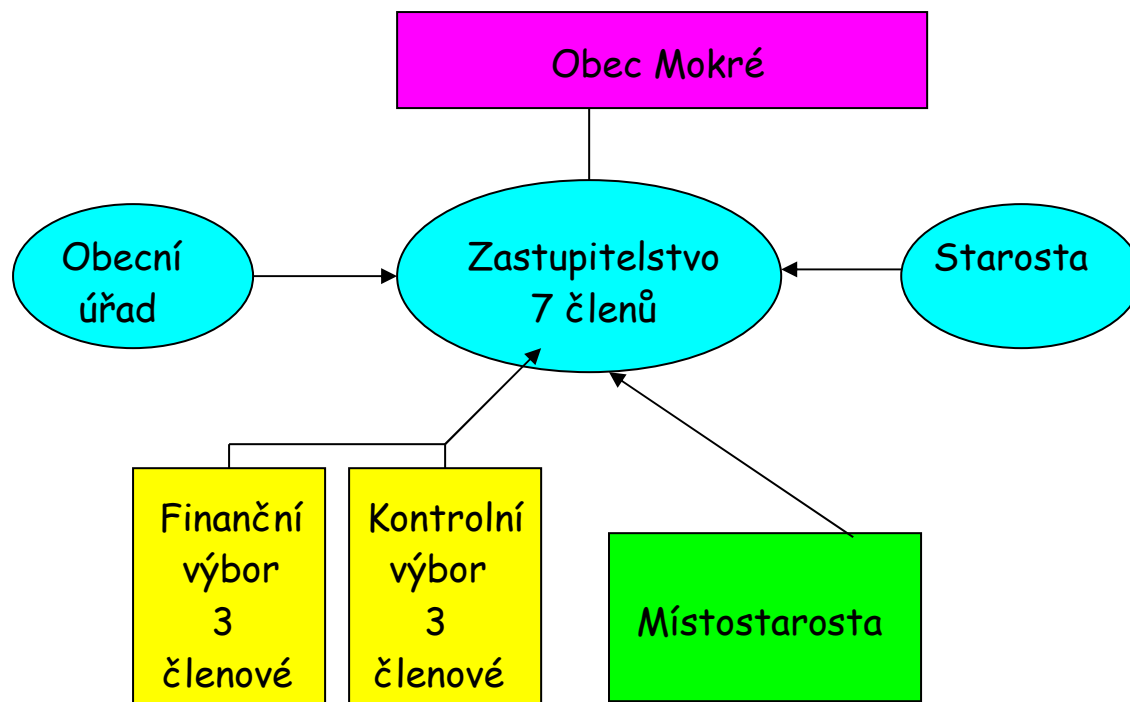 Obec Mokré
Obecní
úřad
Zastupitelstvo
7 členů
Starosta
Finanční
výbor
3
členové
Kontrolní
výbor
3
členové
Místostarosta